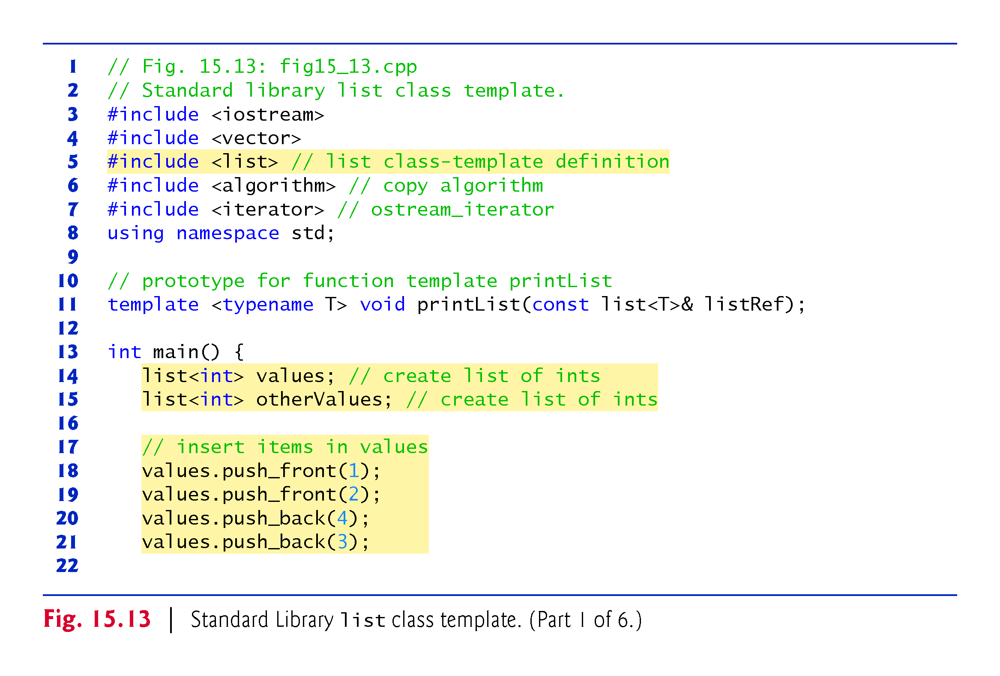 1 // Fig. 15.13: fig15_13.cpp
2 // Standard library list class template.
3 #include <iostream>
4 #include <vector>
5 #include <list> // list class-template definition
6 #include <algorithm> // copy algorithm
7 #include <iterator> // ostream_iterator
8 using namespace std;
9
10 // prototype for function template printList
11 template <typename T> void printList(const list<T>& listRef);
12
13 int main() {
14 list<int> values; // create list of ints
15 list<int> otherValues; // create list of ints
16
17 // insert items in values
18 values.push_front(1);
19 values.push_front(2);
20 values.push_back(4);
21 values.push_back(3);
22
Fig. 15.13 | Standard Library list class template. (Part 1 of 6.)